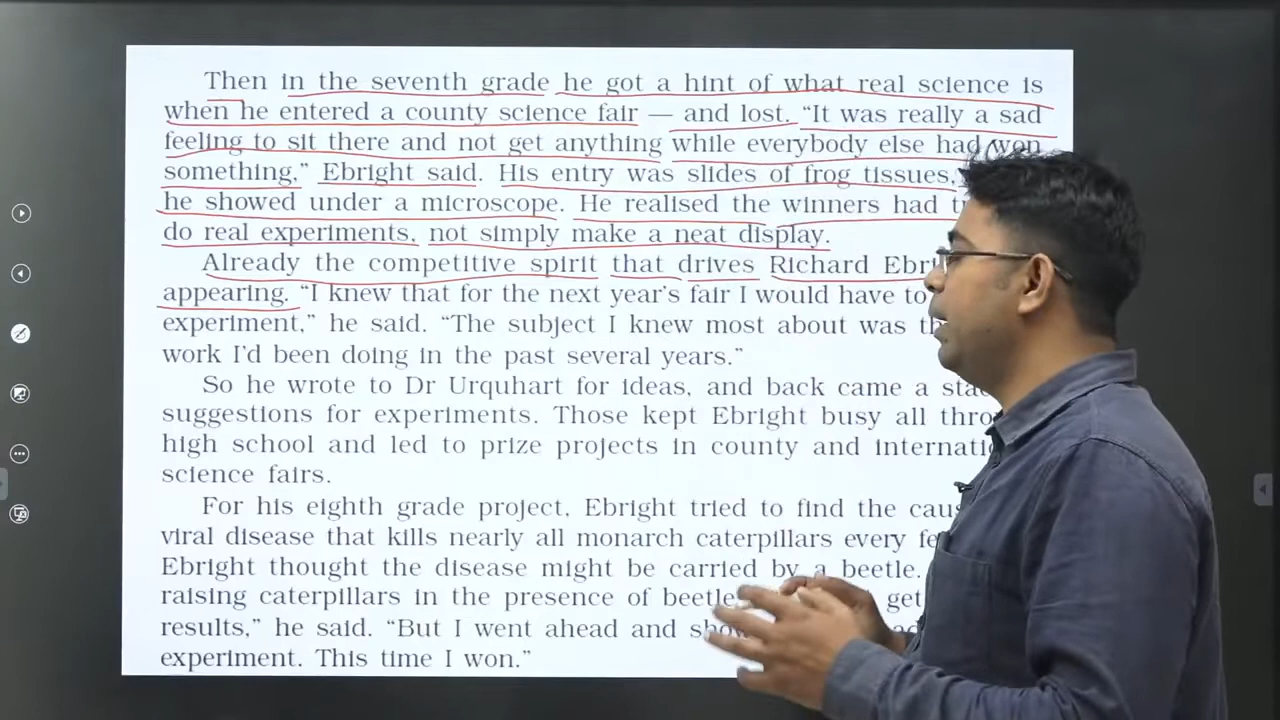 Then in the seventh grade he got a hint of what real science is
when he entered a county science fair — and lost. “It was really a sad
feeling to sit there and not get anything while everybody else had won
something,” Ebright said. His entry was slides of frog tissues,
he showed under a microscope. He realised the winners had
do real experiments, not simply make a neat display.
Already the competitive spirit that drives Richard
appearing. “I knew that for the next year’s fair I would have to
experiment,” he said. “The subject I knew most about was
work I’d been doing in the past several years.”
So he wrote to Dr Urquhart for ideas, and back came a
suggestions for experiments. Those kept Ebright busy all
high school and led to prize projects in county and
science fairs.
For his eighth grade project, Ebright tried to find the
viral disease that kills nearly all monarch caterpillars every
Ebright thought the disease might be carried by a beetle.
raising caterpillars in the presence of get
results,” he said. “But I went ahead and
experiment. This time I won.”